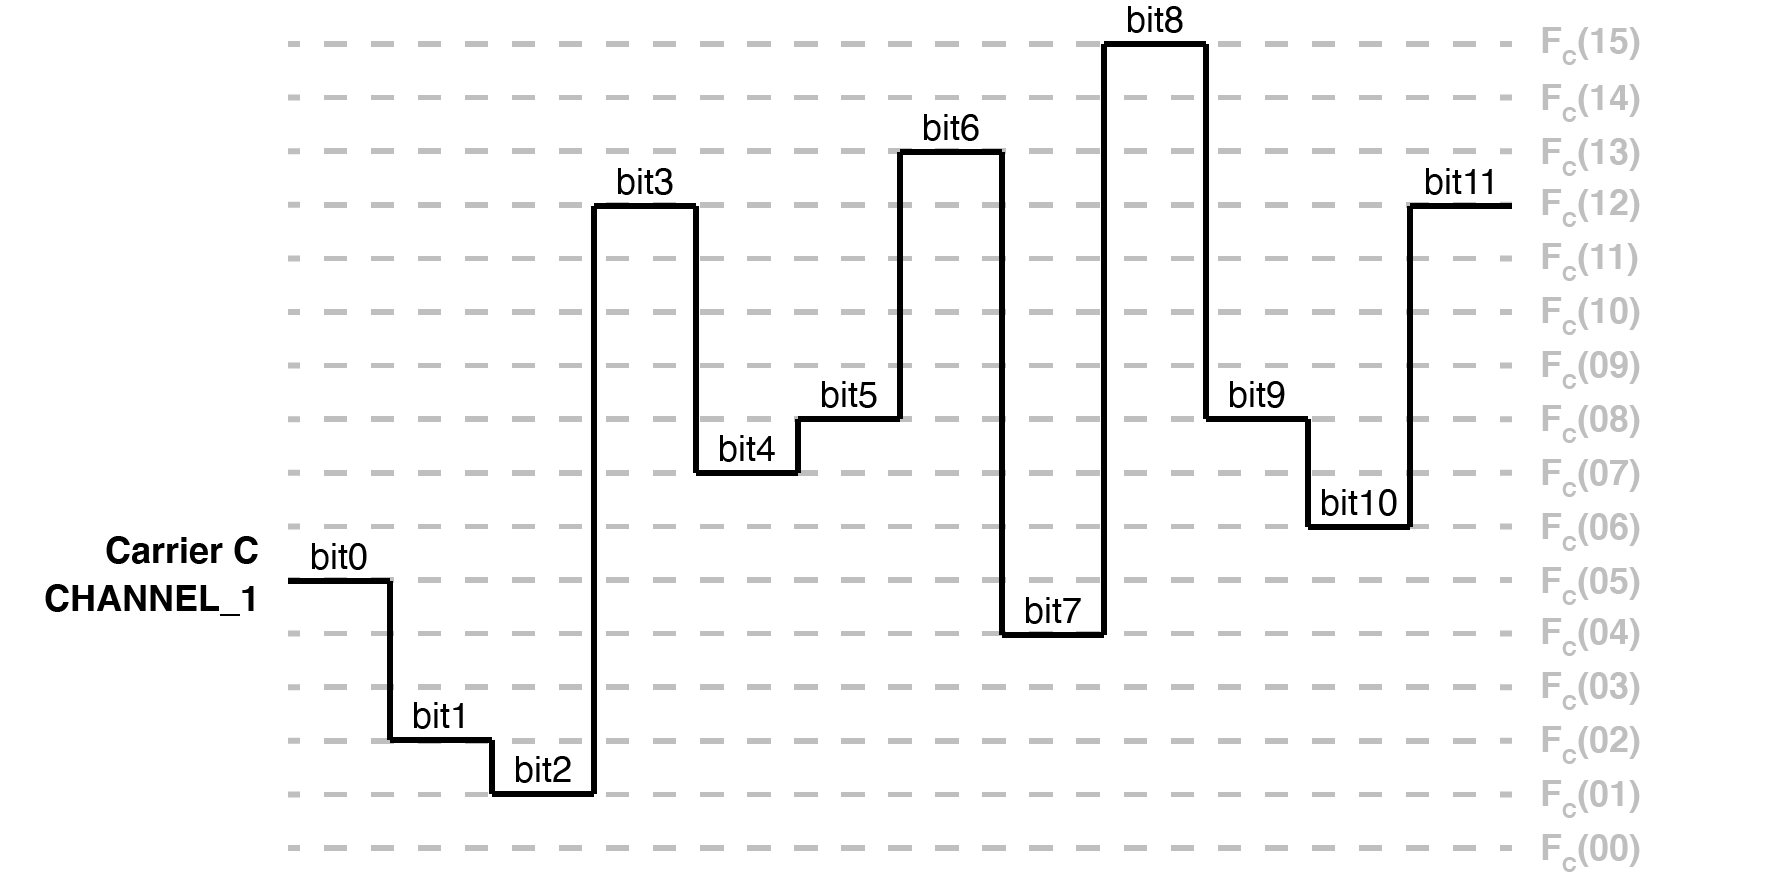 bit8
F_C(15)
F_C(14)
bit6
F_C(13)
bit3
bit11
F_C(12)
F_C(11)
F_C(10)
F_C(09)
bit5
bit9
F_C(08)
bit4
F_C(07)
bit10
F_C(06)
Carrier C
CHANNEL_1
bit0
F_C(05)
bit7
F_C(04)
F_C(03)
bit1
F_C(02)
bit2
F_C(01)
F_C(00)